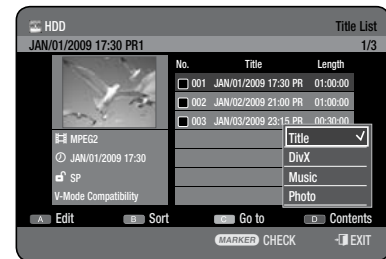 HDD Title List
JAN/01/2009 17:30 PR1 1/3
No. Title Length
001 JAN/01/2009 17:30 PR 01:00:00
002 JAN/02/2009 21:00 PR 01:00:00
003 JAN/03/2009 23:15 PR 00:30:00
MPEG2
JAN/01/2009 17:30
SP
V-Mode Compatibility
Title ✓
DivX
Music
Photo
A Edit B Sort C Go to D Contents
MARKER CHECK EXIT